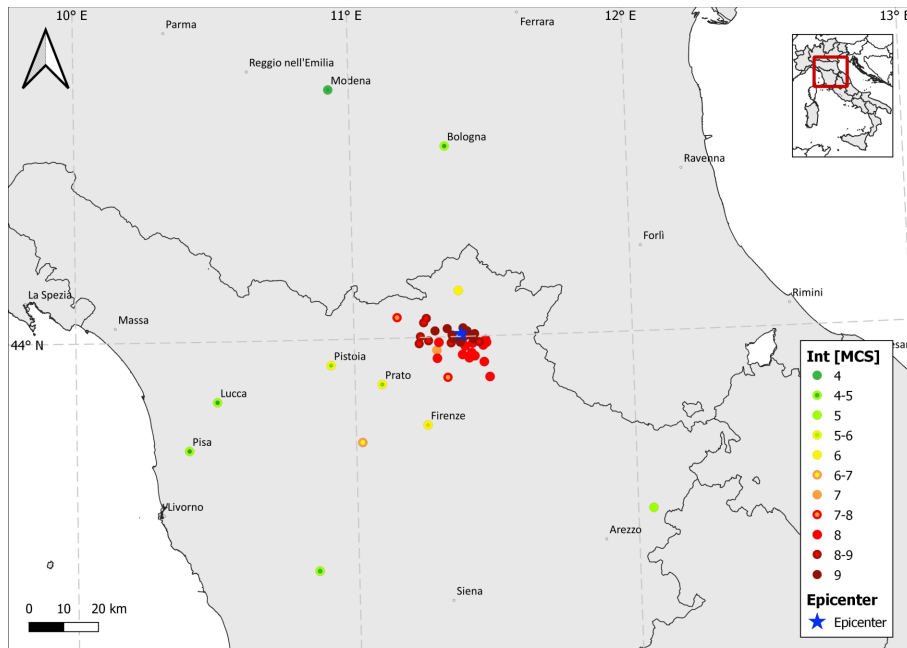 10° E
11° E
12° E
13° E
Parma
Ferrara
Reggio nell'Emilia
Modena
Bologna
Ravenna
Forlì
La Spezia
Rimini
Massa
44° N
Pistoia
Prato
Lucca
Firenze
Pisa
Livorno
Arezzo
Siena
0 10 20 km
Int [MCS]
4
4-5
5
5-6
6
6-7
7
7-8
8
8-9
9
Epicenter
Epicenter